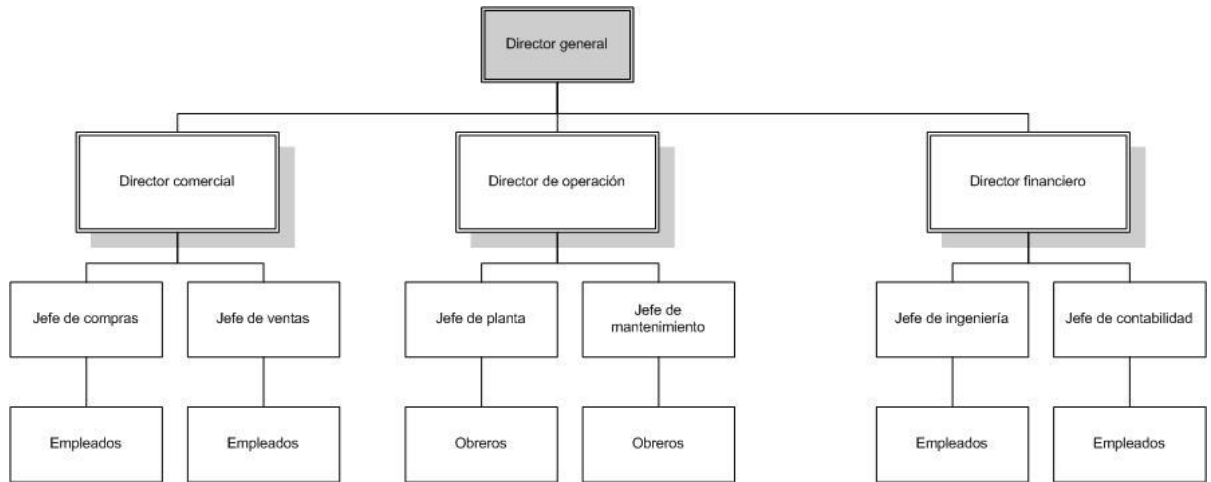 Director general
Director comercial
Director de operación
Director financiero
Jefe de compras
Jefe de ventas
Jefe de planta
Jefe de
mantenimiento
Jefe de ingeniería
Jefe de contabilidad
Empleados
Empleados
Obreros
Obreros
Empleados
Empleados